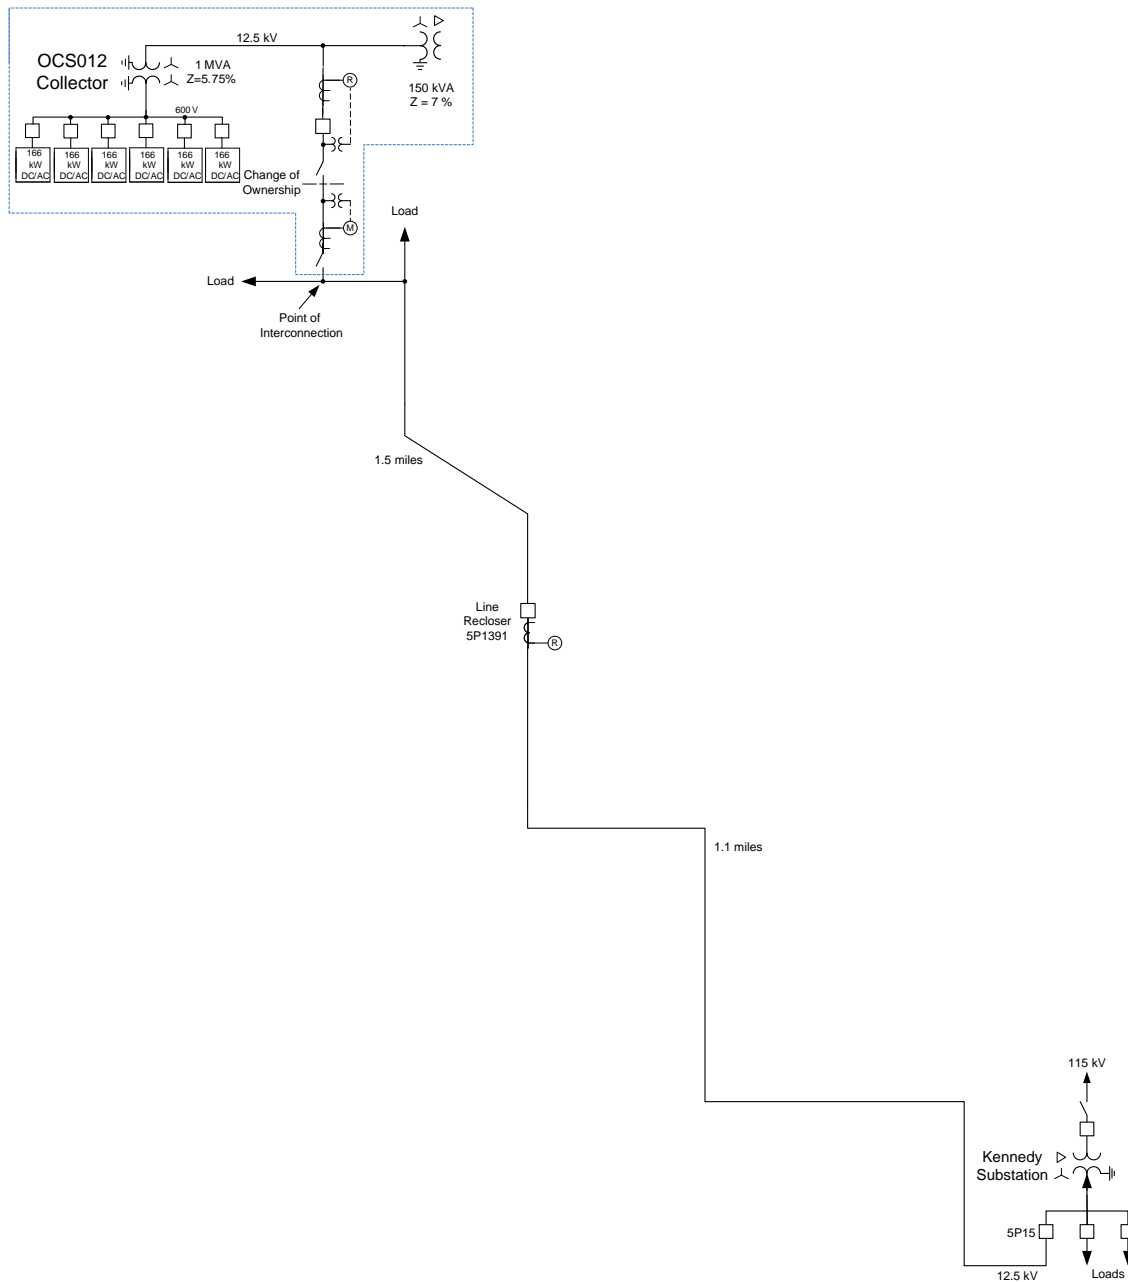 12.5 kV
OCS012
Collector
1 MVA
Z=5.75%
150 kVA
Z = 7 %
R
600 V
166
kW
DC/AC
166
kW
DC/AC
166
kW
DC/AC
166
kW
DC/AC
166
kW
DC/AC
166
kW
DC/AC
Change of
Ownership
M
Load
Load
Point of
Interconnection
1.5 miles
Line
Recloser
5P1391
R
1.1 miles
115 kV
Kennedy
Substation
5P15
12.5 kV
Loads